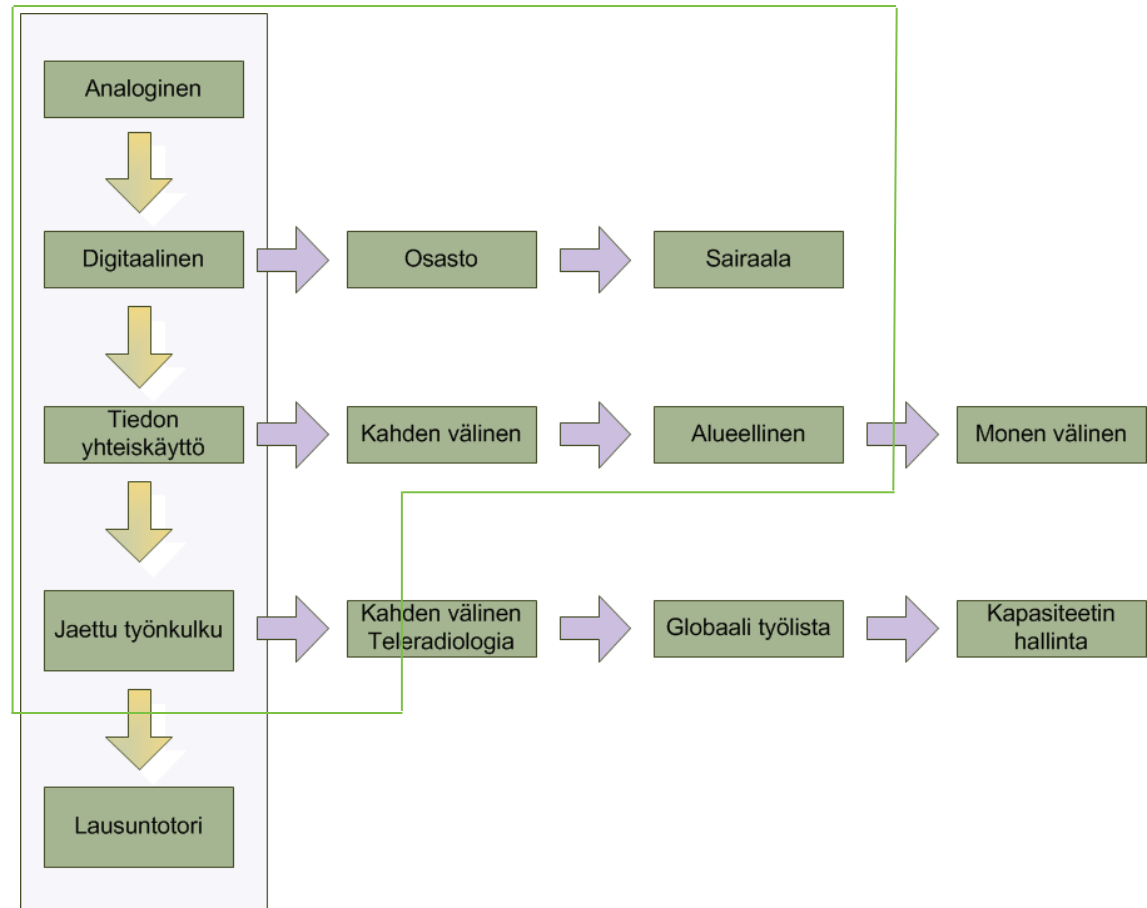 Analoginen
Digitaalinen
Osasto
Sairaala
Tiedon
yhteiskäyttö
Kahden välinen
Alueellinen
Monen välinen
Jaettu työnkulku
Kahden välinen
Teleradiologia
Globaali työlista
Kapasiteetin
hallinta
Lausuntotori